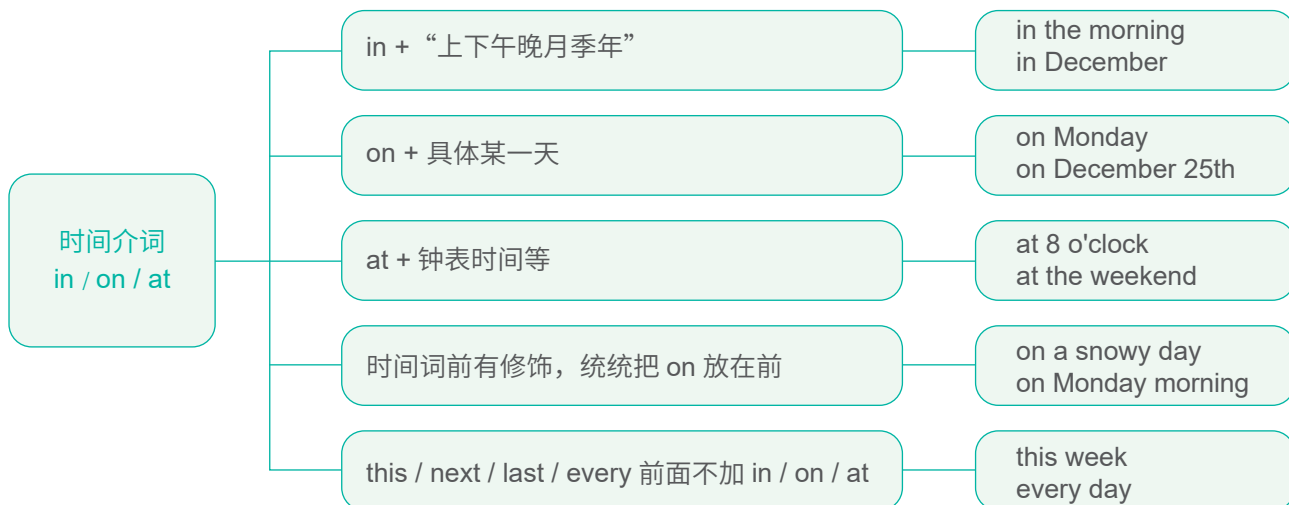 时间介词
in / on / at
in + “上下午晚月季年”
in the morning
in December
on + 具体某一天
on Monday
on December 25th
at + 钟表时间等
at 8 o'clock
at the weekend
时间词前有修饰，统统把 on 放在前
on a snowy day
on Monday morning
this / next / last / every 前面不加 in / on / at
this week
every day